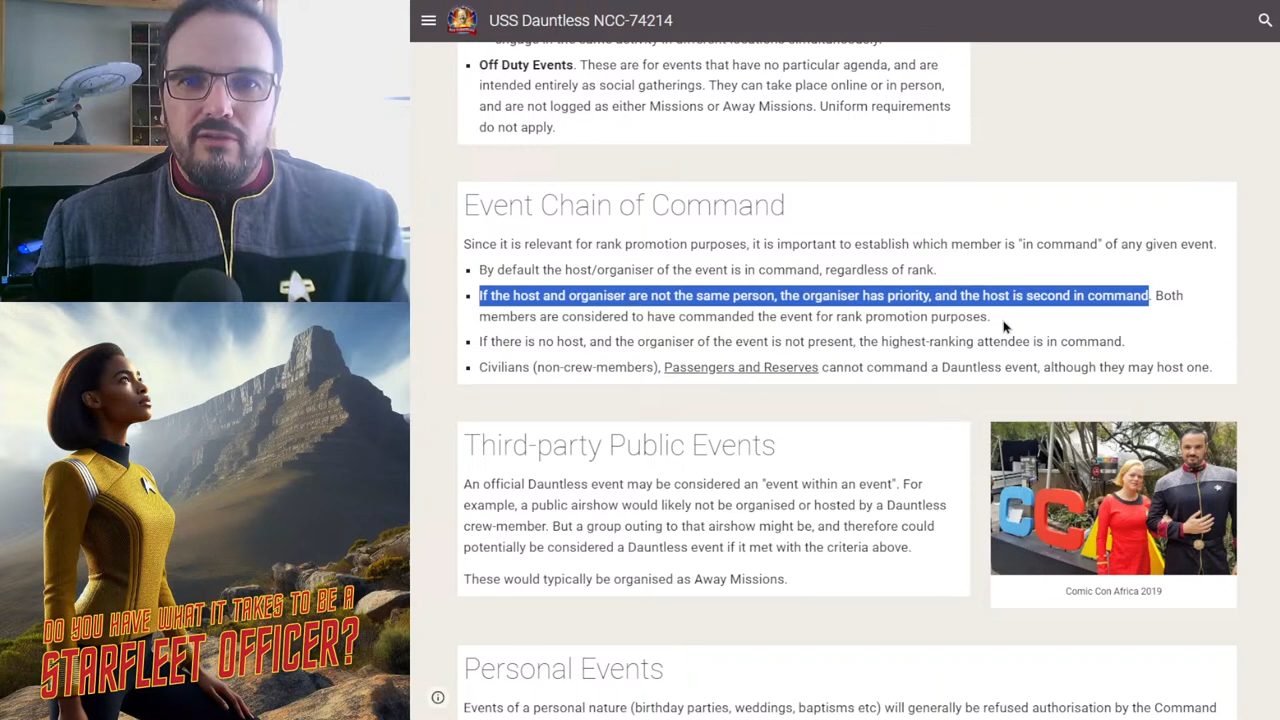 USS Dauntless NCC-74214
engage in the same activity in different locations simultaneously.
Off Duty Events. These are for events that have no particular agenda, and are
intended entirely as social gatherings. They can take place online or in person,
and are not logged as either Missions or Away Missions. Uniform requirements
do not apply.
Event Chain of Command
Since it is relevant for rank promotion purposes, it is important to establish which member is "in command" of any given event.
By default the host/organiser of the event is in command, regardless of rank.
If the host and organiser are not the same person, the organiser has priority, and the host is second in command. Both
members are considered to have commanded the event for rank promotion purposes.
If there is no host, and the organiser of the event is not present, the highest-ranking attendee is in command.
Civilians (non-crew-members), Passengers and Reserves cannot command a Dauntless event, although they may host one.
Third-party Public Events
An official Dauntless event may be considered an "event within an event". For
example, a public airshow would likely not be organised or hosted by a Dauntless
crew-member. But a group outing to that airshow might be, and therefore could
potentially be considered a Dauntless event if it met with the criteria above.
These would typically be organised as Away Missions.
CC
Comic Con Africa 2019
Personal Events
Events of a personal nature (birthday parties, weddings, baptisms etc) will generally be refused authorisation by the Command
DO YOU HAVE WHAT IT TAKES TO BE A
STARFLEET OFFICER?